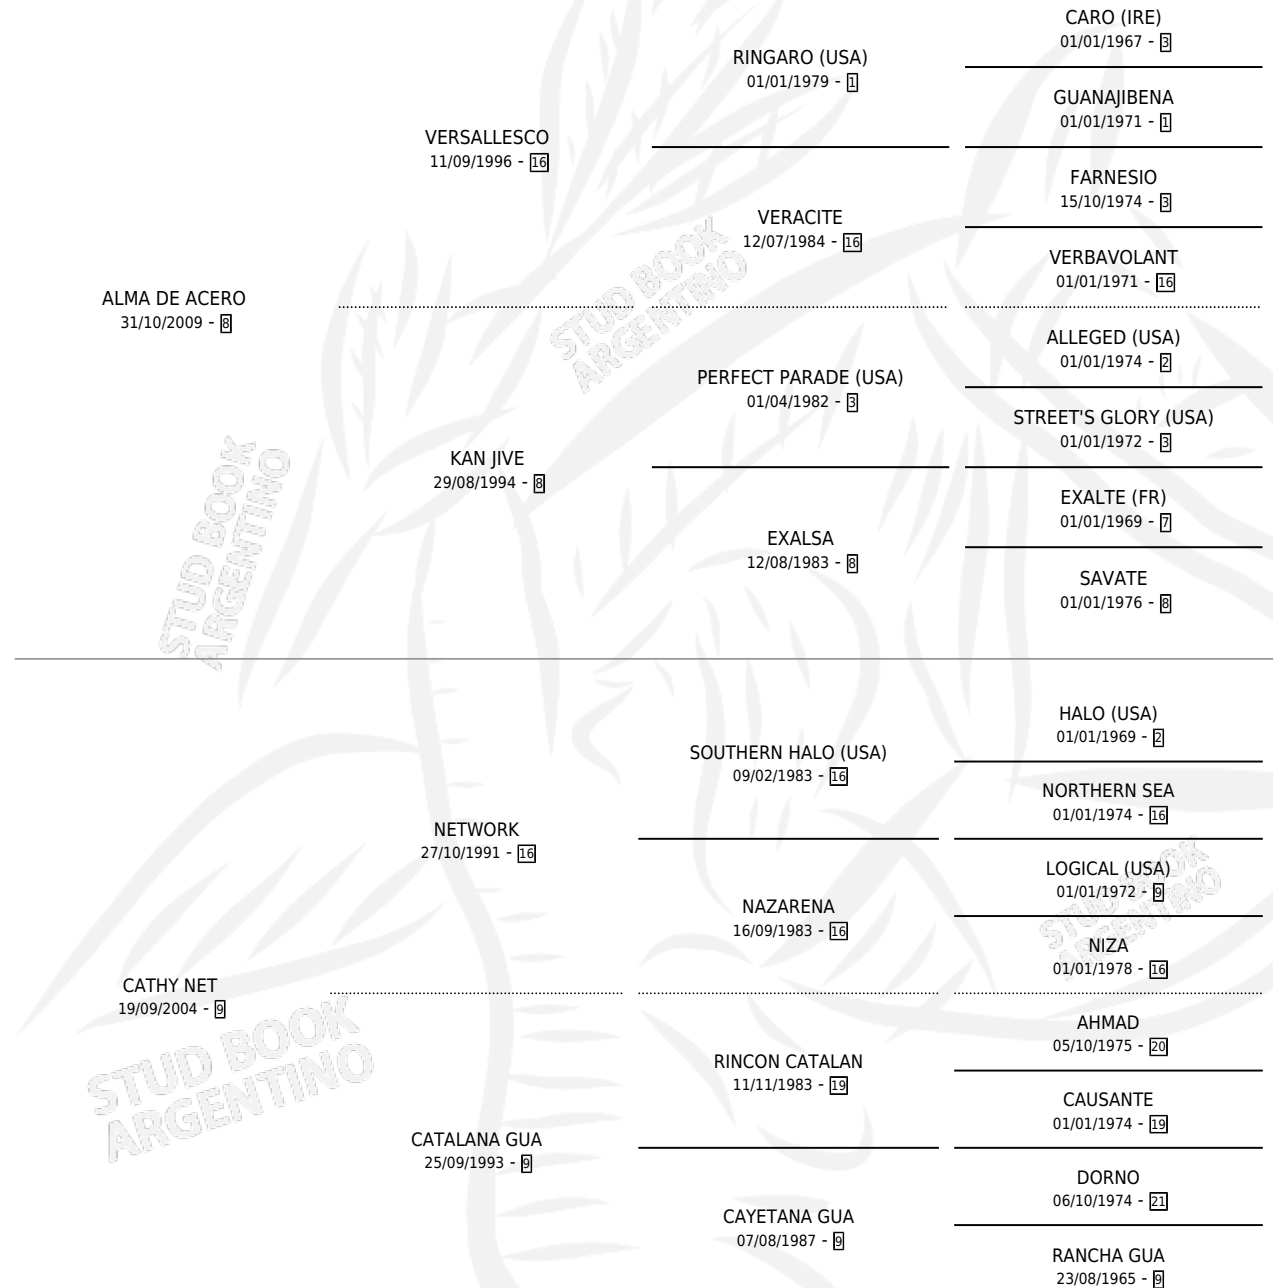 CARO (IRE)
01/01/1967 - 3
RINGARO (USA)
01/01/1979 - 1
GUANAJIBENA
01/01/1971 - 1
VERSALLESCO
11/09/1996 - 16
FARNESIO
15/10/1974 - 3
VERACITE
12/07/1984 - 16
VERBAVOLANT
01/01/1971 - 16
ALMA DE ACERO
31/10/2009 - 8
STUD BOOK
ARGENTINO
ALLEGED (USA)
01/01/1974 - 2
PERFECT PARADE (USA)
01/04/1982 - 3
STREET'S GLORY (USA)
01/01/1972 - 3
KAN JIVE
29/08/1994 - 8
EXALTE (FR)
01/01/1969 - 7
EXALSA
12/08/1983 - 8
SAVATE
01/01/1976 - 8
STUD BOOK
ARGENTINO
HALO (USA)
01/01/1969 - 2
SOUTHERN HALO (USA)
09/02/1983 - 16
NORTHERN SEA
01/01/1974 - 16
NETWORK
27/10/1991 - 16
LOGICAL (USA)
01/01/1972 - 9
NAZARENA
16/09/1983 - 16
STUD BOOK
ARGENTINO
NIZA
01/01/1978 - 16
CATHY NET
19/09/2004 - 9
STUD BOOK
ARGENTINO
AHMAD
05/10/1975 - 20
RINCON CATALAN
11/11/1983 - 19
CAUSANTE
01/01/1974 - 19
CATALANA GUA
25/09/1993 - 9
DORNO
06/10/1974 - 21
CAYETANA GUA
07/08/1987 - 9
RANCHA GUA
23/08/1965 - 9